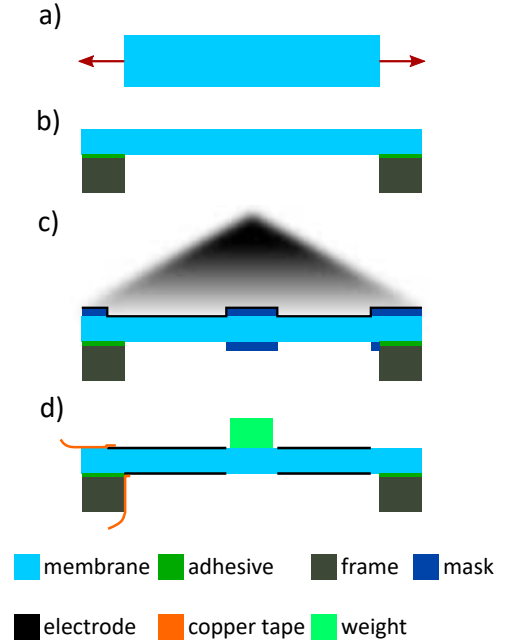 a)
b)
c)
d)
membrane adhesive frame mask
electrode copper tape weight